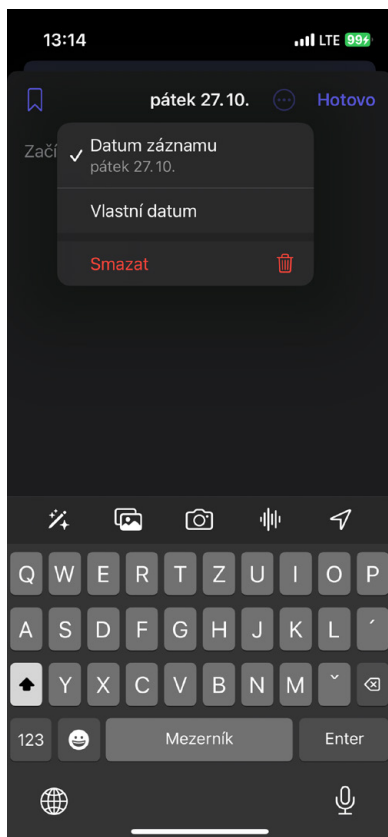 13:14
LTE 99
pátek 27.10.
Hotovo
Začí
Datum záznamu
pátek 27.10.
Vlastní datum
Smazat
Q W E R T Z U I O P
A S D F G H J K L ´
Y X C V B N M ˇ
123 Mezerník Enter